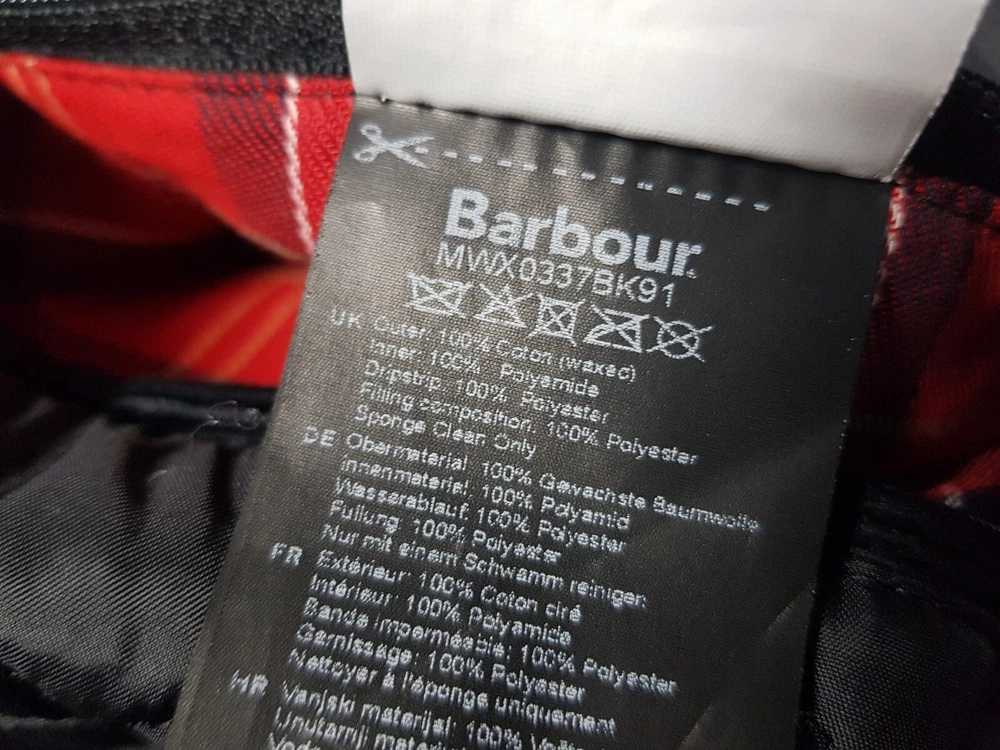 Barbour.
MWX0337BK91
UK Outer: 100% Coton (waxed)
Inner: 100% Polyamide
Dripstrip: 100% Polyester
Filling composition: 100% Polyester
Sponge Clean Only
DE Obermaterial: 100% Gewachste Baumwolle
Innenmaterial: 100% Polyamid
Wasserablauf: 100% Polyester
Füllung: 100% Polyester
Nur mit einem Schwamm reinigen
FR Extérieur: 100% Coton ciré
Intérieur: 100% Polyamide
Bande imperméable: 100% Polyester
Garnissage: 100% Polyester
Nettoyer à l'éponge uniquement
HR Vanjski materijal: 100%